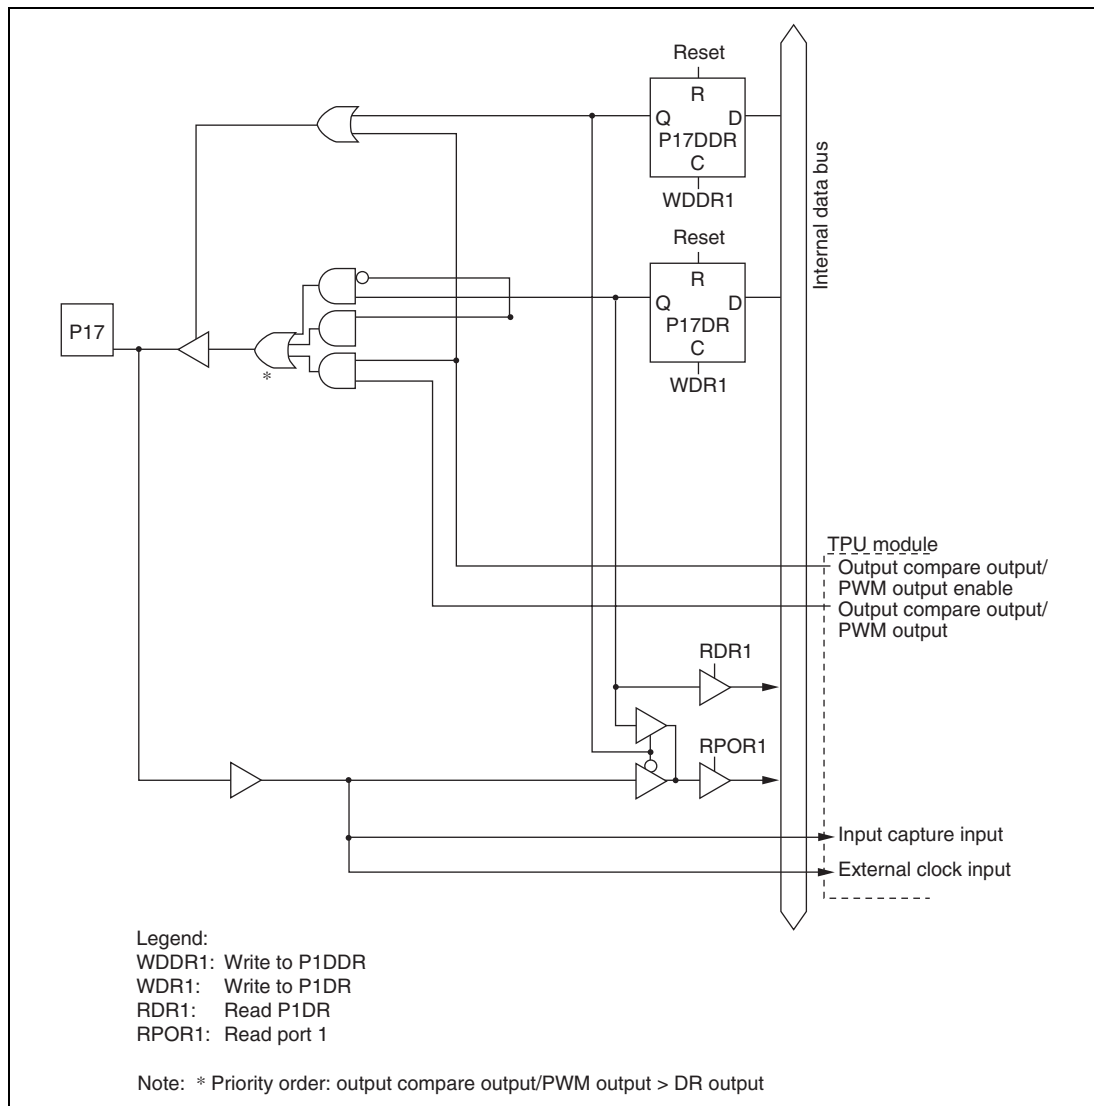 Reset
R
Q D
P17DDR
C
WDDR1
Internal data bus
Reset
R
Q D
P17DR
C
WDR1
P17
*
TPU module
Output compare output/
PWM output enable
Output compare output/
PWM output
RDR1
RPOR1
Input capture input
External clock input
Legend:
WDDR1: Write to P1DDR
WDR1: Write to P1DR
RDR1: Read P1DR
RPOR1: Read port 1
Note: * Priority order: output compare output/PWM output > DR output